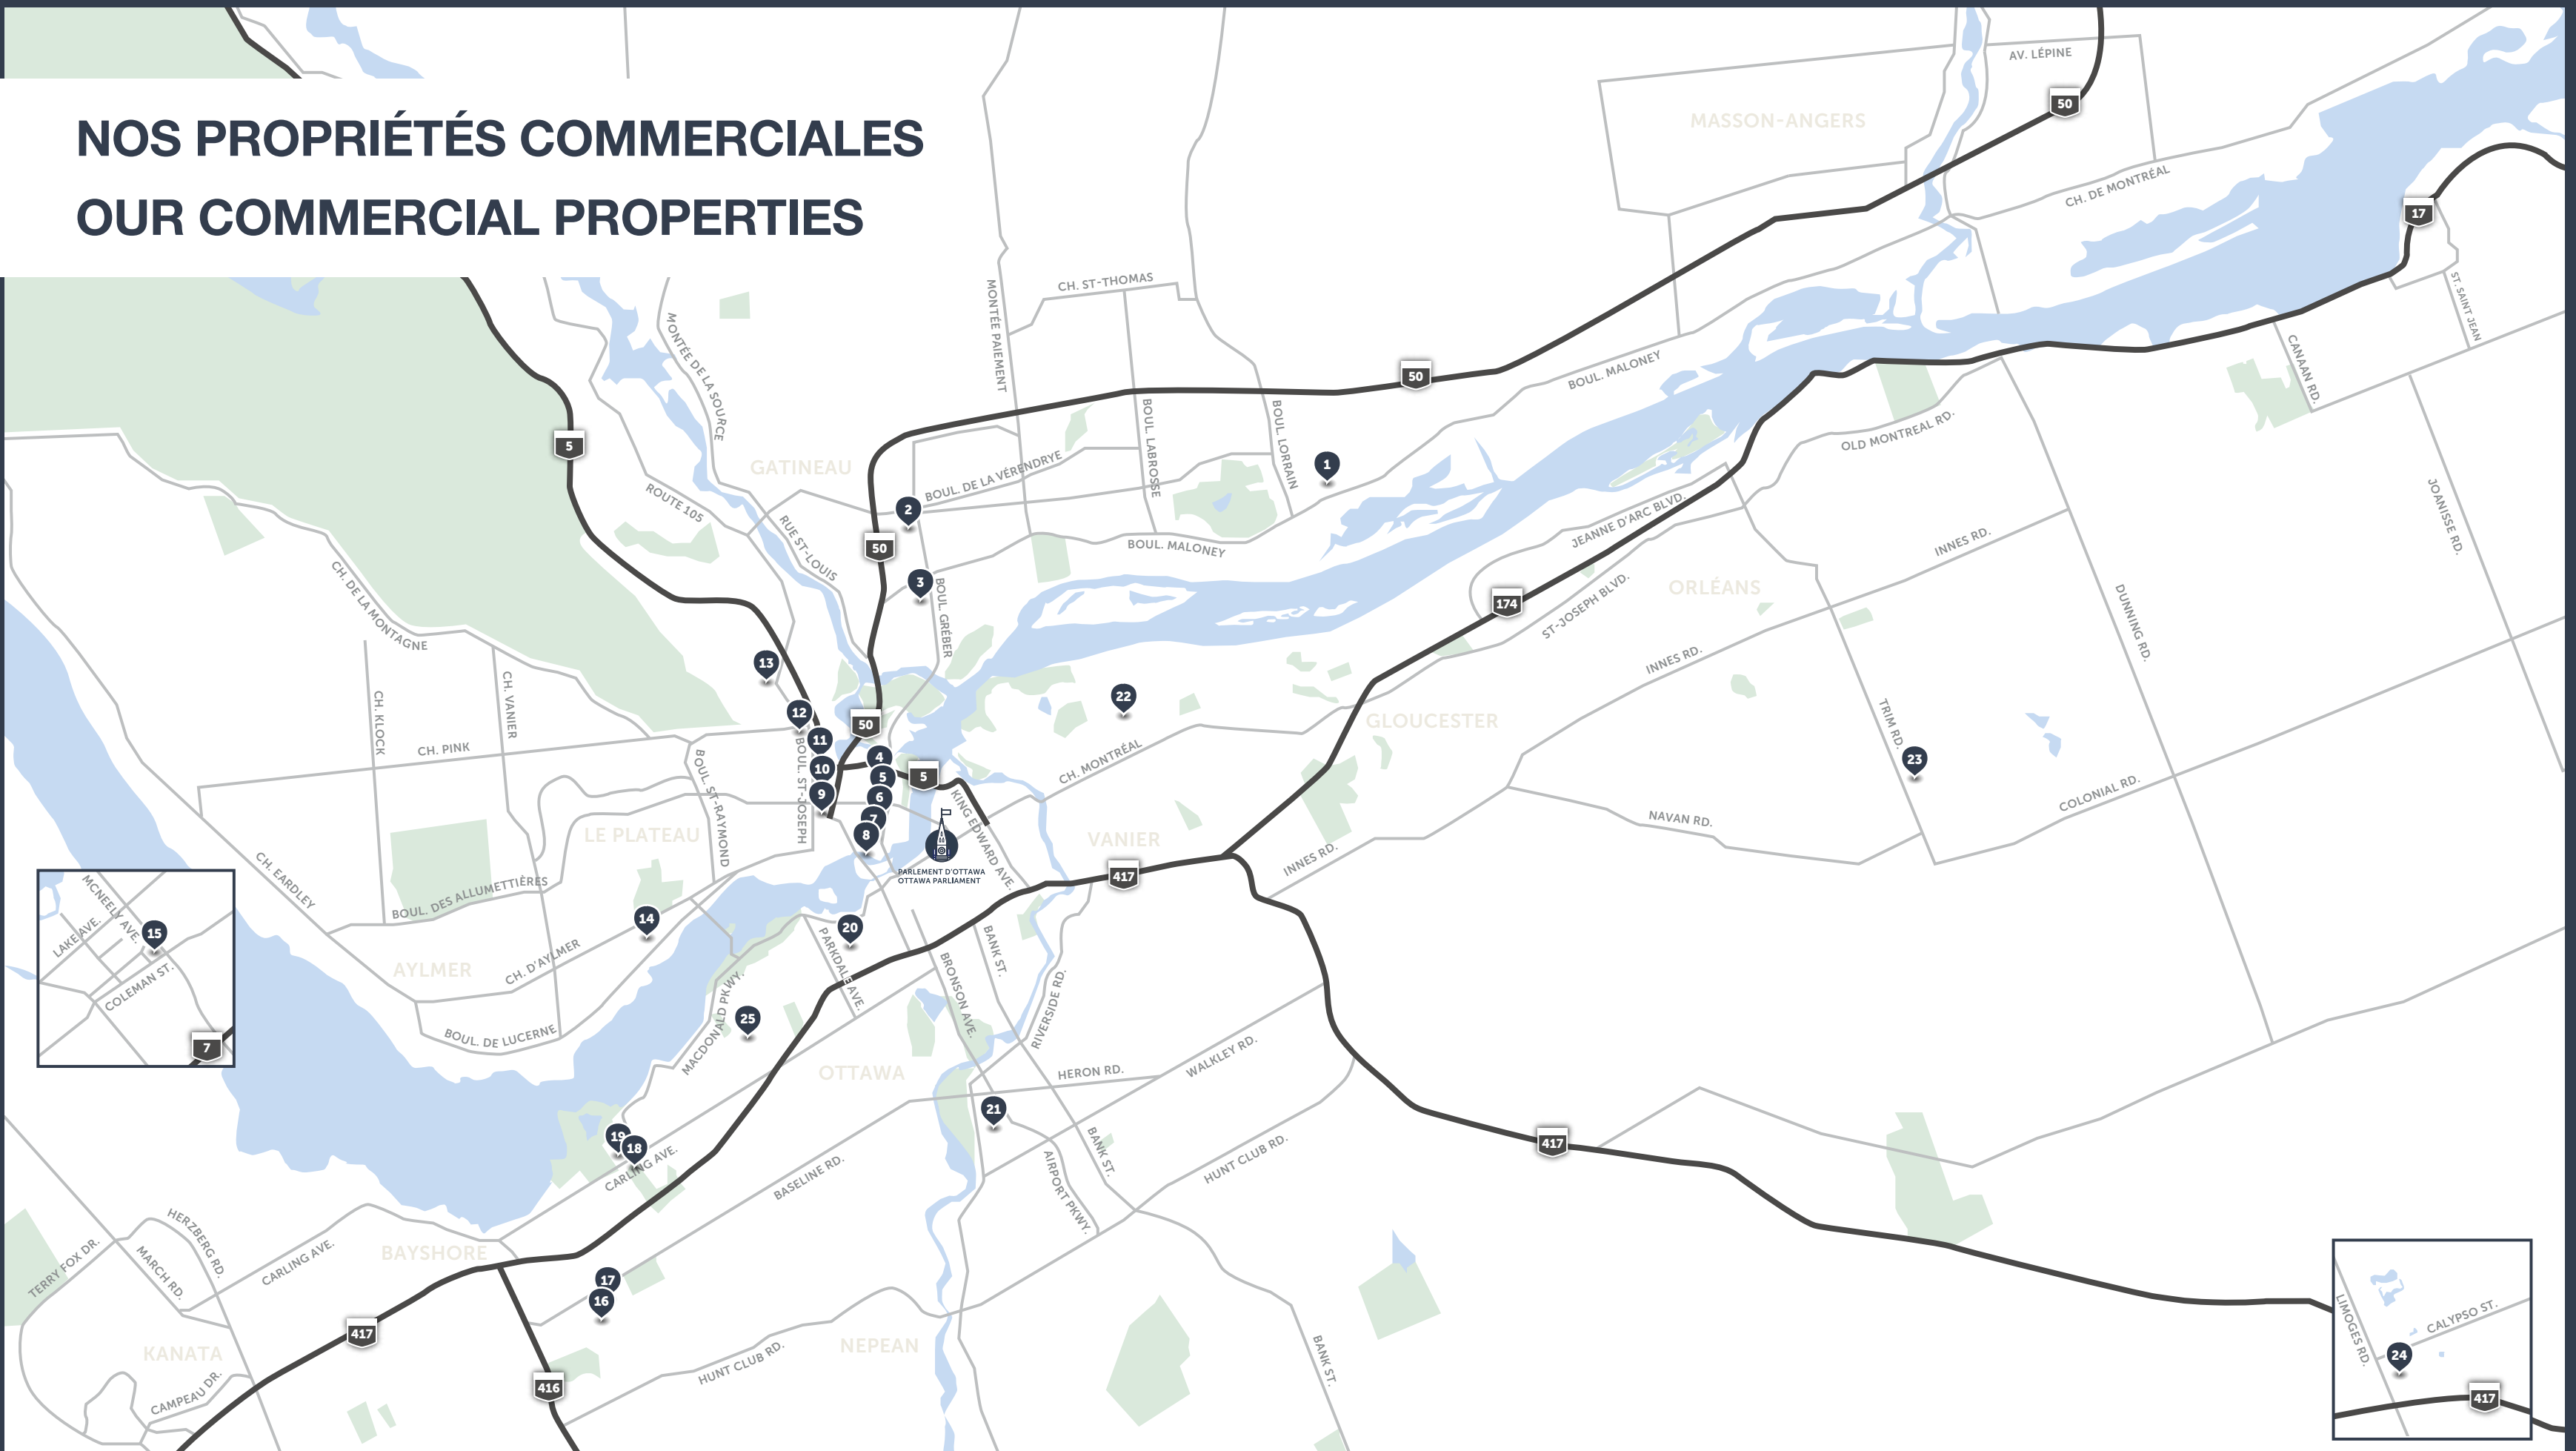 NOS PROPRIÉTÉS COMMERCIALES
OUR COMMERCIAL PROPERTIES
AV. LÉPINE
50
MASSON-ANGERS
CH. DE MONTRÉAL
17
ST. SAINT JEAN
CANAAN RD.
CH. ST-THOMAS
MONTÉE PAIEMENT
MONTÉE DE LA SOURCE
50
BOUL. MALONEY
BOUL. LABROSSE
BOUL. LORRAIN
5
GATINEAU
BOUL. DE LA VÉRENDRYE
1
2
OLD MONTREAL RD.
JOANISSE RD.
ROUTE 105
RUE ST-LOUIS
50
BOUL. MALONEY
JEANNE D'ARC BLVD.
INNES RD.
3
BOUL. GRÉBER
174
ST-JOSEPH BLVD.
ORLÉANS
DUNNING RD.
CH. DE LA MONTAGNE
INNES RD.
13
22
CH. KLOCK
CH. VANIER
12
50
GLOUCESTER
TRIM RD.
CH. PINK
11
BOUL. ST-JOSEPH
BOUL. ST-RAYMOND
4
10
5
5
CH. MONTRÉAL
23
9
6
KING EDWARD AVE.
COLONIAL RD.
7
8
NAVAN RD.
LE PLATEAU
VANIER
INNES RD.
PARLEMENT D'OTTAWA
OTTAWA PARLIAMENT
417
CH. EARDLEY
BOUL. DES ALLUMETTIÈRES
MCNEELY AVE.
LAKE AVE.
15
COLEMAN ST.
7
14
20
AYLMER
CH. D'AYLMER
PARKDALE AVE.
BRONSON AVE.
BANK ST.
RIVERSIDE RD.
MACDONALD PKWY.
25
BOUL. DE LUCERNE
OTTAWA
HERON RD.
WALKLEY RD.
21
19
18
CARLING AVE.
BASELINE RD.
AIRPORT PKWY.
BANK ST.
HUNT CLUB RD.
417
HERZBERG RD.
TERRY FOX DR.
MARCH RD.
CARLING AVE.
BAYSHORE
17
16
417
KANATA
CAMPEAU DR.
416
HUNT CLUB RD.
NEPEAN
BANK ST.
LIMOGES RD.
CALYPSO ST.
24
417